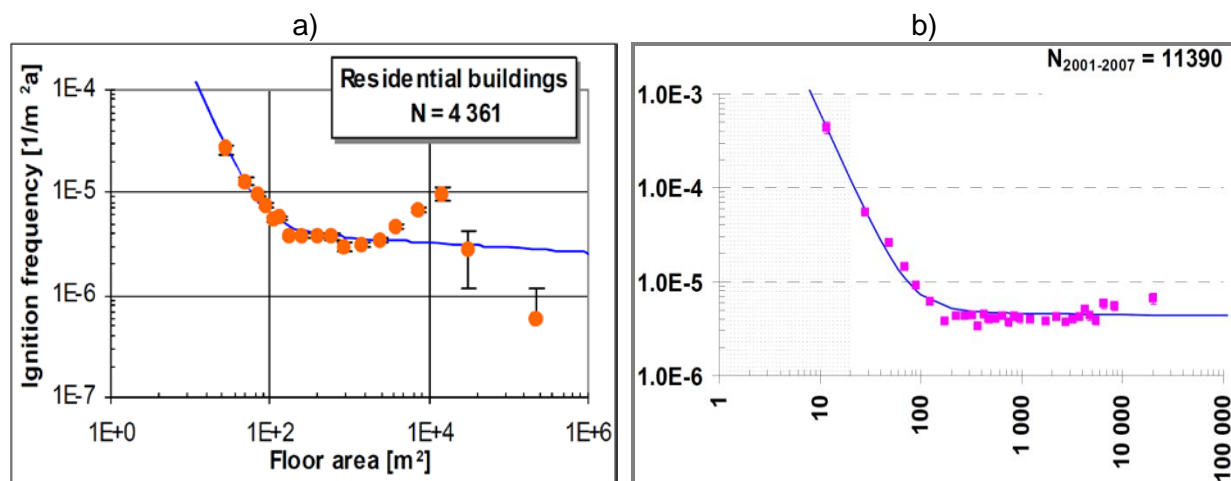 a)
b)
Residential buildings
N = 4 361
Ignition frequency [1/m ²a]
1E-4
1E-5
1E-6
1E-7
1E+0
1E+2
1E+4
1E+6
Floor area [m²]
N2001-2007 = 11390
1.0E-3
1.0E-4
1.0E-5
1.0E-6
1
10
100
1 000
10 000
100 000